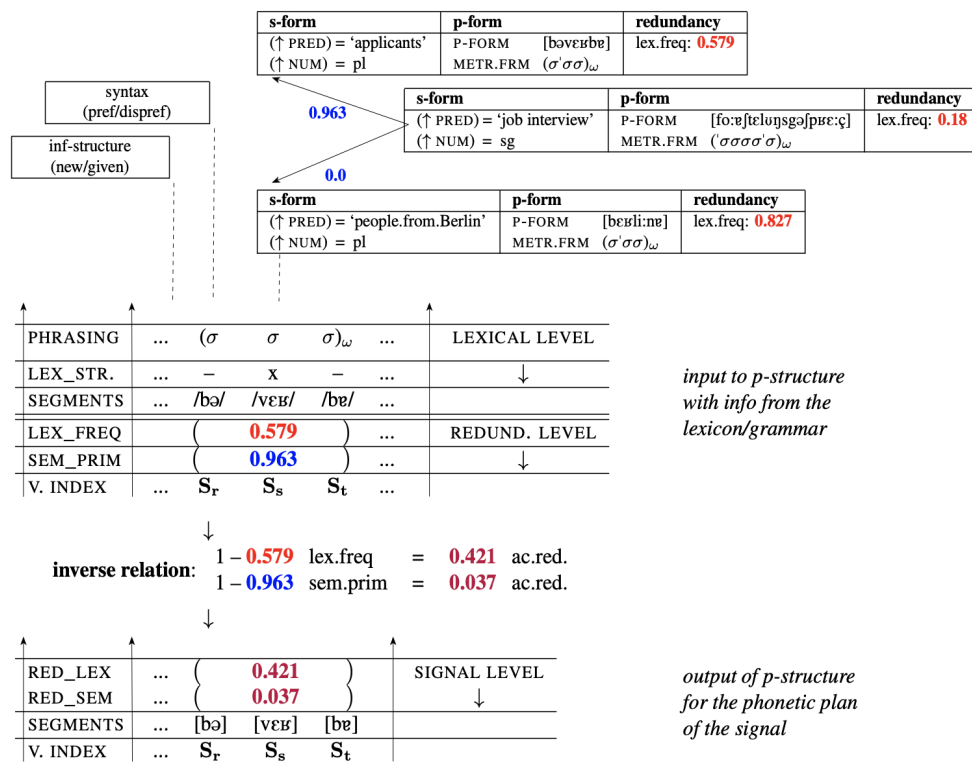 s-form p-form redundancy
(↑ PRED) = ‘applicants’ P-FORM [bəvɛʁbɐ] lex.freq: 0.579
(↑ NUM) = pl METR.FRM (σˈσσ)ω
syntax
(pref/dispref)
inf-structure
(new/given)
0.963
s-form p-form redundancy
(↑ PRED) = ‘job interview’ P-FORM [foːɐʃtɛlʊŋsgəʃpʁɛːç] lex.freq: 0.18
(↑ NUM) = sg METR.FRM (ˈσσσσˈσ)ω
0.0
s-form p-form redundancy
(↑ PRED) = ‘people.from.Berlin’ P-FORM [bɛʁliːnɐ] lex.freq: 0.827
(↑ NUM) = pl METR.FRM (σˈσσ)ω
PHRASING ... (σ σ σ)ω ... LEXICAL LEVEL
LEX_STR. ... – x – ... ↓
SEGMENTS ... /bə/ /vɛʁ/ /bɐ/ ...
LEX_FREQ ( 0.579 ) ... REDUND. LEVEL
SEM_PRIM ( 0.963 ) ... ↓
V. INDEX ... Sr Ss St ...
input to p-structure
with info from the
lexicon/grammar
↓
inverse relation:
1 – 0.579 lex.freq = 0.421 ac.red.
1 – 0.963 sem.prim = 0.037 ac.red.
↓
RED_LEX ... ( 0.421 ) SIGNAL LEVEL
RED_SEM ... ( 0.037 ) ↓
SEGMENTS ... [bə] [vɛʁ] [bɐ]
V. INDEX ... Sr Ss St
output of p-structure
for the phonetic plan
of the signal